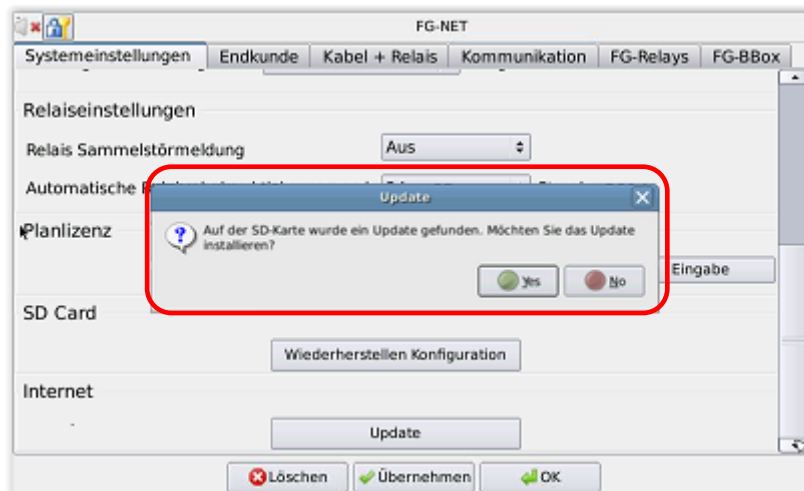 FG-NET
Systemeinstellungen Endkunde Kabel + Relais Kommunikation FG-Relays FG-BBox
Relaiseinstellungen
Relais Sammelstörmeldung Aus
Automatische
Update
Auf der SD-Karte wurde ein Update gefunden. Möchten Sie das Update
installieren?
Yes No
Planlizenz
Eingabe
SD Card
Wiederherstellen Konfiguration
Internet
Update
Löschen Übernehmen OK